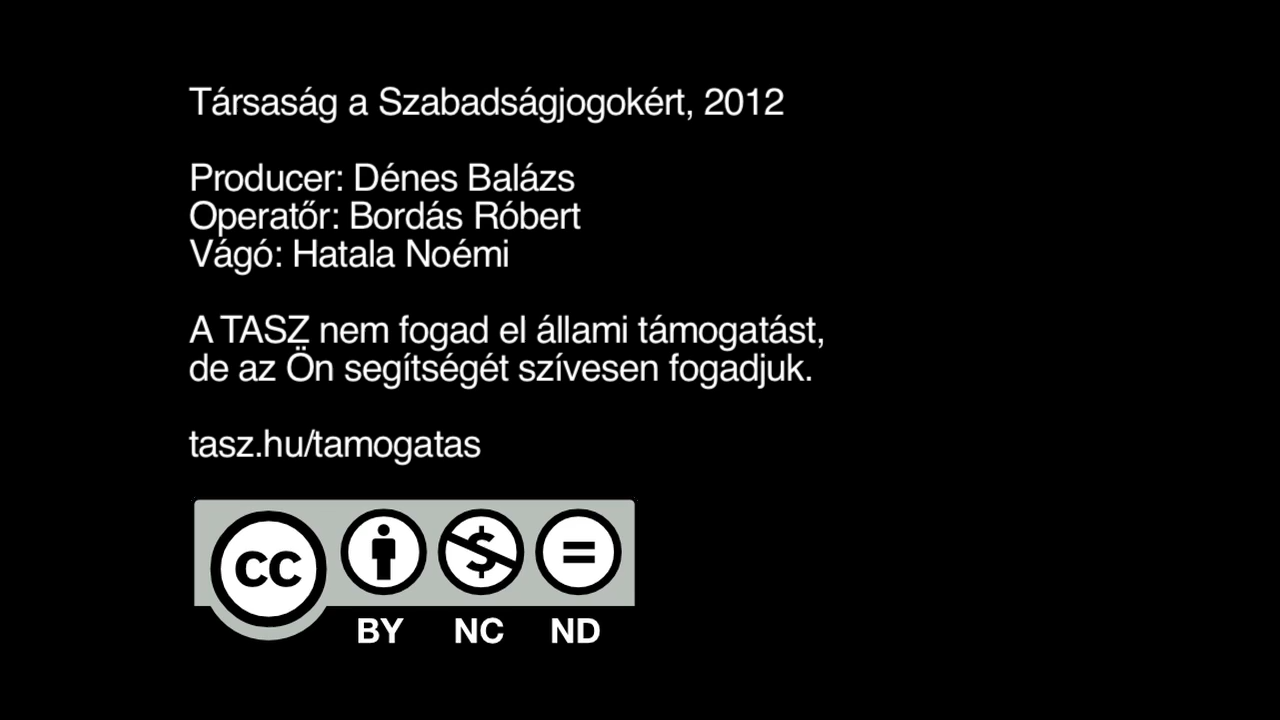 Társaság a Szabadságjogokért, 2012
Producer: Dénes Balázs
Operatőr: Bordás Róbert
Vágó: Hatala Noémi
A TASZ nem fogad el állami támogatást,
de az Ön segítségét szívesen fogadjuk.
tasz.hu/tamogatas
cc
BY NC ND